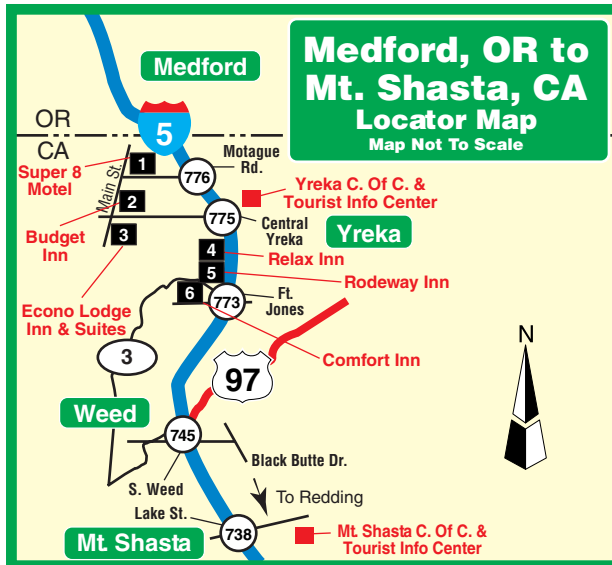 Medford, OR to
Mt. Shasta, CA
Locator Map
Map Not To Scale
Medford
5
OR
CA
Super 8
Motel
1
Main St.
Motague
Rd.
776
Budget
Inn
2
Yreka C. Of C. &
Tourist Info Center
775
Central
Yreka
Yreka
3
Econo Lodge
Inn & Suites
4
Relax Inn
5
Rodeway Inn
6
773
Ft.
Jones
Comfort Inn
3
97
N
Weed
745
S. Weed
Black Butte Dr.
To Redding
Lake St.
738
Mt. Shasta
Mt. Shasta C. Of C. &
Tourist Info Center